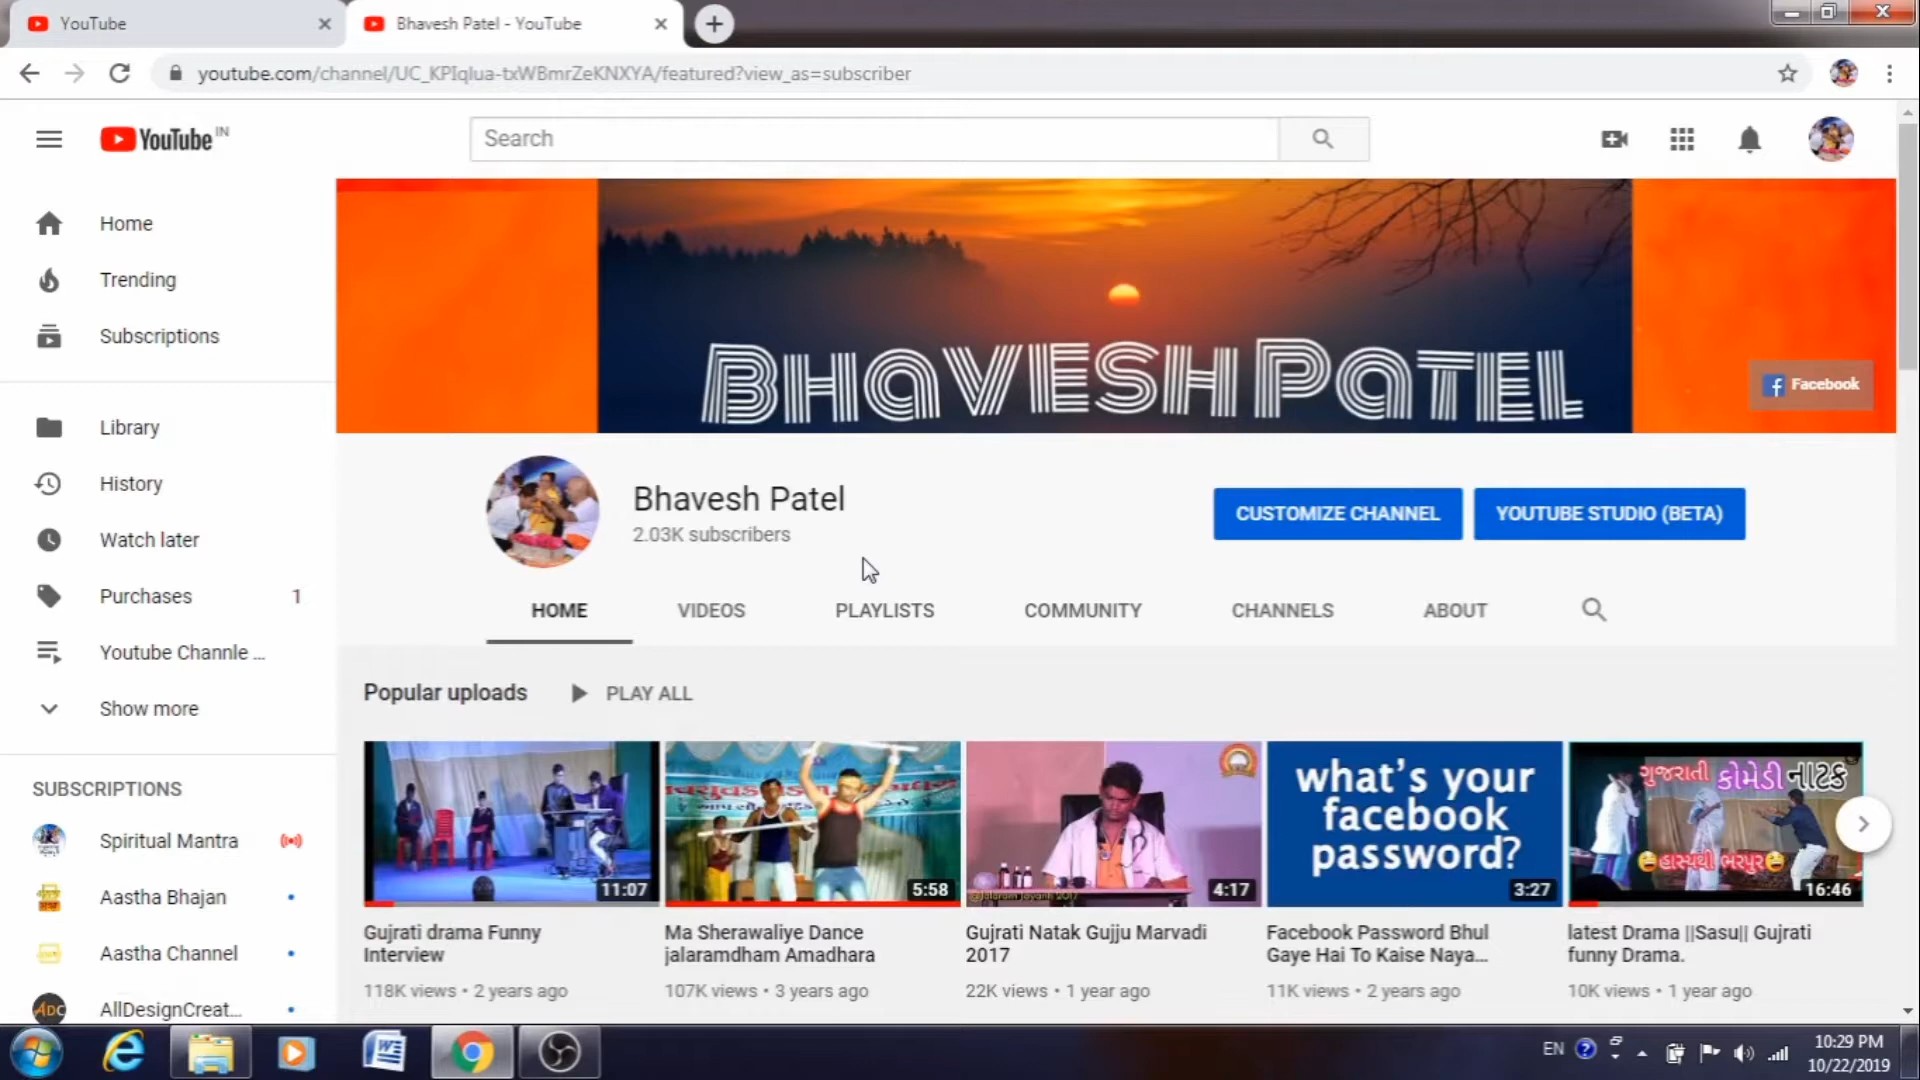 YouTube
Bhavesh Patel - YouTube
youtube.com/channel/UC_KPIqlua-txWBmrZeKNXYA/featured?view_as=subscriber
YouTube IN
Search
Home
Trending
Subscriptions
Library
History
Watch later
Purchases 1
Youtube Channle ...
Show more
SUBSCRIPTIONS
Spiritual Mantra
Aastha Bhajan
Aastha Channel
AllDesignCreat...
ADC
BHAVESH PATEL
Facebook
Bhavesh Patel
2.03K subscribers
CUSTOMIZE CHANNEL
YOUTUBE STUDIO (BETA)
HOME VIDEOS PLAYLISTS COMMUNITY CHANNELS ABOUT
Popular uploads PLAY ALL
11:07
Gujrati drama Funny
Interview
118K views • 2 years ago
5:58
Ma Sherawaliye Dance
jalaramdham Amadhara
107K views • 3 years ago
@Jalaram Jayanti 2017
4:17
Gujrati Natak Gujju Marvadi
2017
22K views • 1 year ago
what's your
facebook
password?
3:27
Facebook Password Bhul
Gaye Hai To Kaise Naya...
11K views • 2 years ago
ગુજરાતી કોમેડી નાટક
હાસ્યથી ભરપુર
16:46
latest Drama ||Sasu|| Gujrati
funny Drama.
10K views • 1 year ago
EN
10:29 PM
10/22/2019